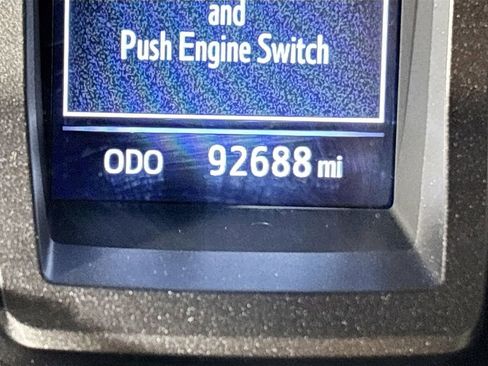 and
Push Engine Switch
ODO 92688 mi